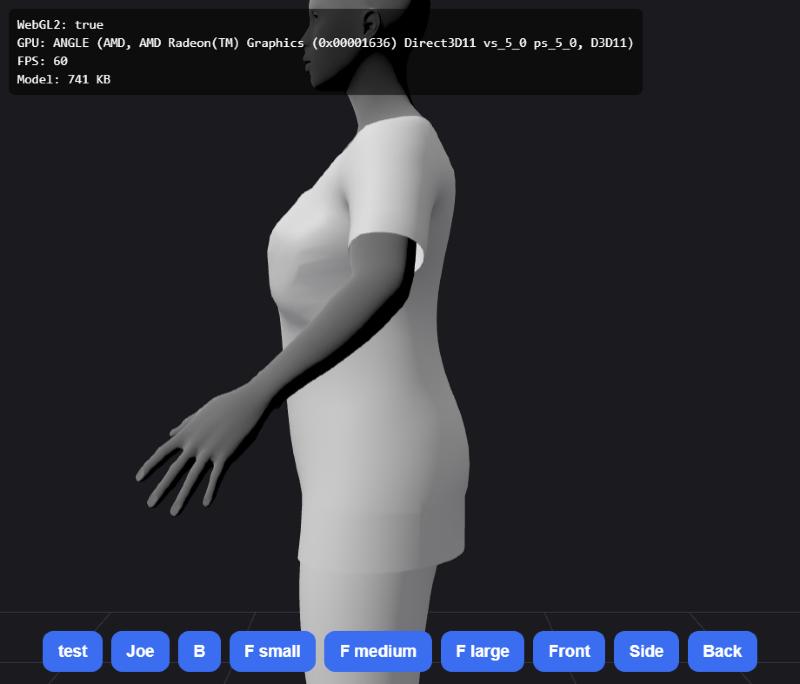 WebGL2: true
GPU: ANGLE (AMD, AMD Radeon(TM) Graphics (0x00001636) Direct3D11 vs_5_0 ps_5_0, D3D11)
FPS: 60
Model: 741 KB
test Joe B F small F medium F large Front Side Back